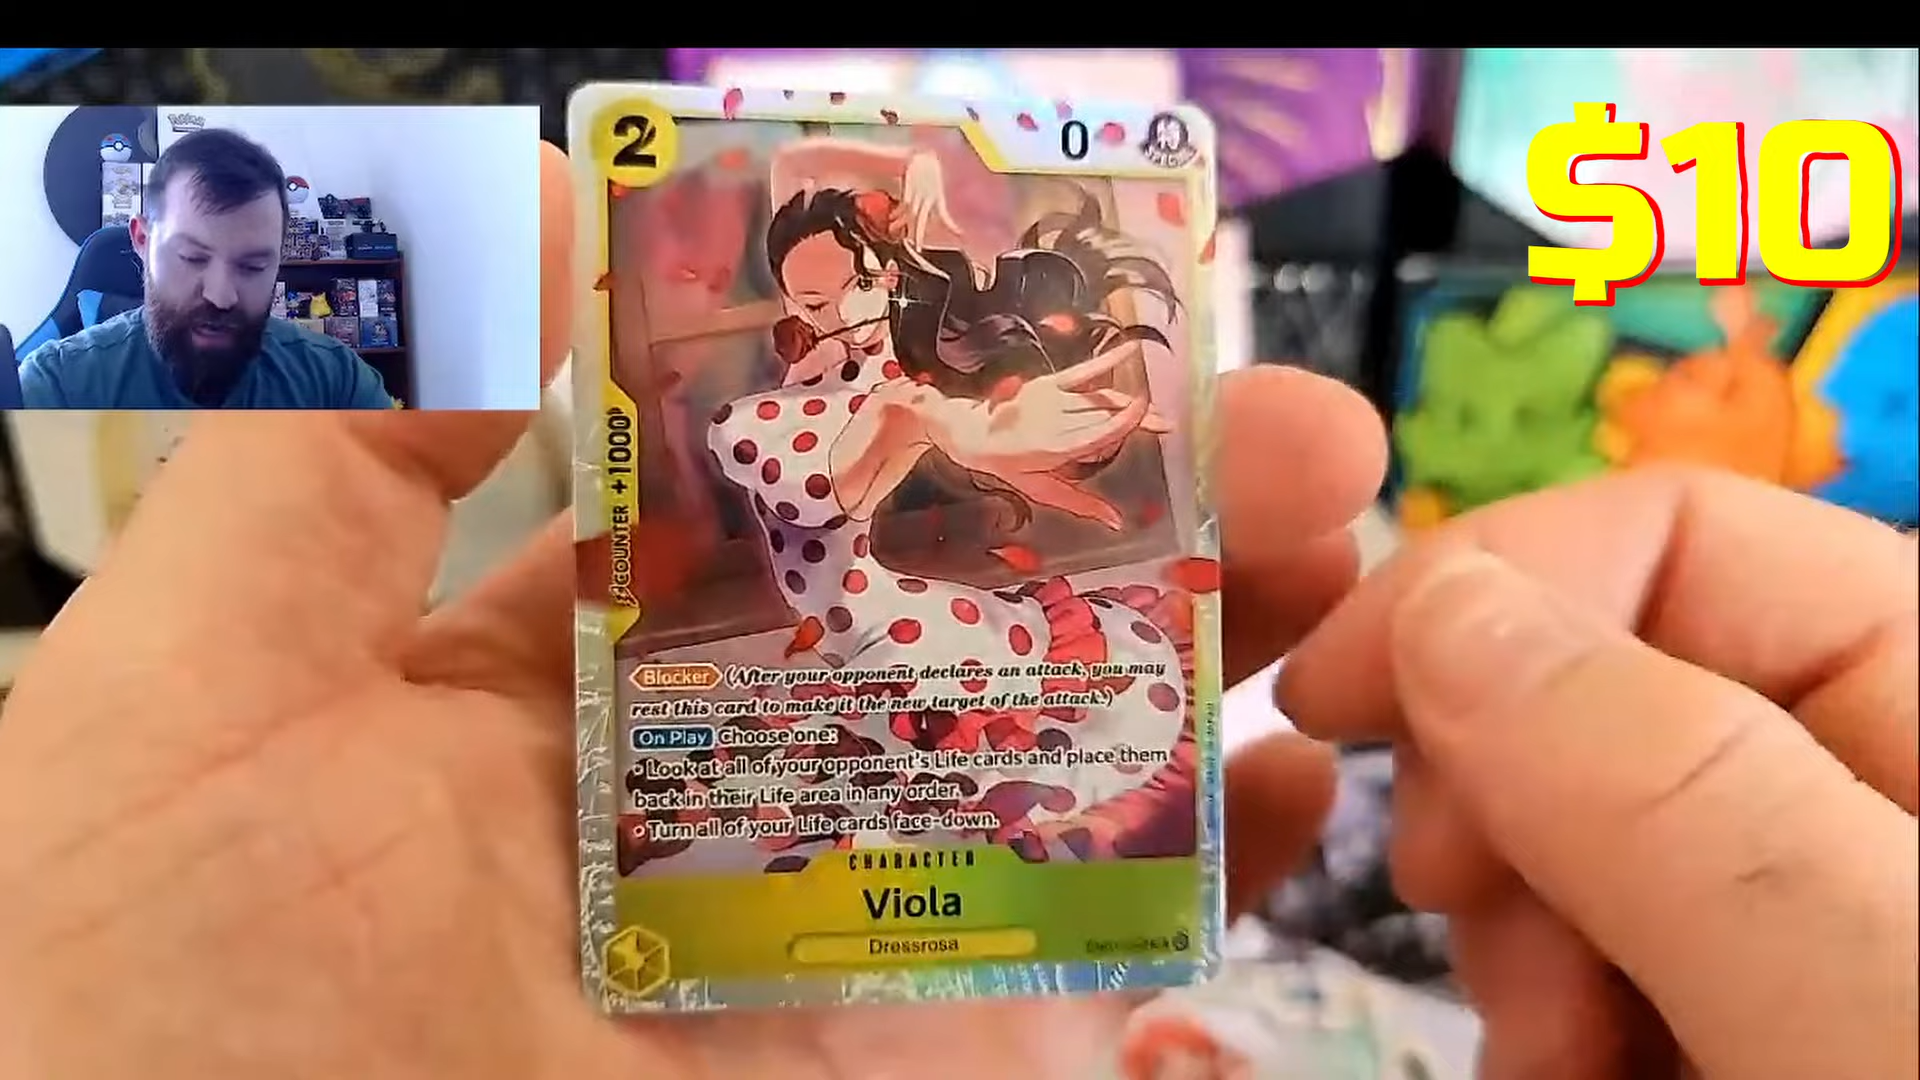 $10
2
0
SPECIAL
COUNTER +1000
Blocker (After your opponent declares an attack, you may
rest this card to make it the new target of the attack.)
On Play Choose one:
• Look at all of your opponent's Life cards and place them
back in their Life area in any order.
• Turn all of your Life cards face-down.
CHARACTER
Viola
Dressrosa